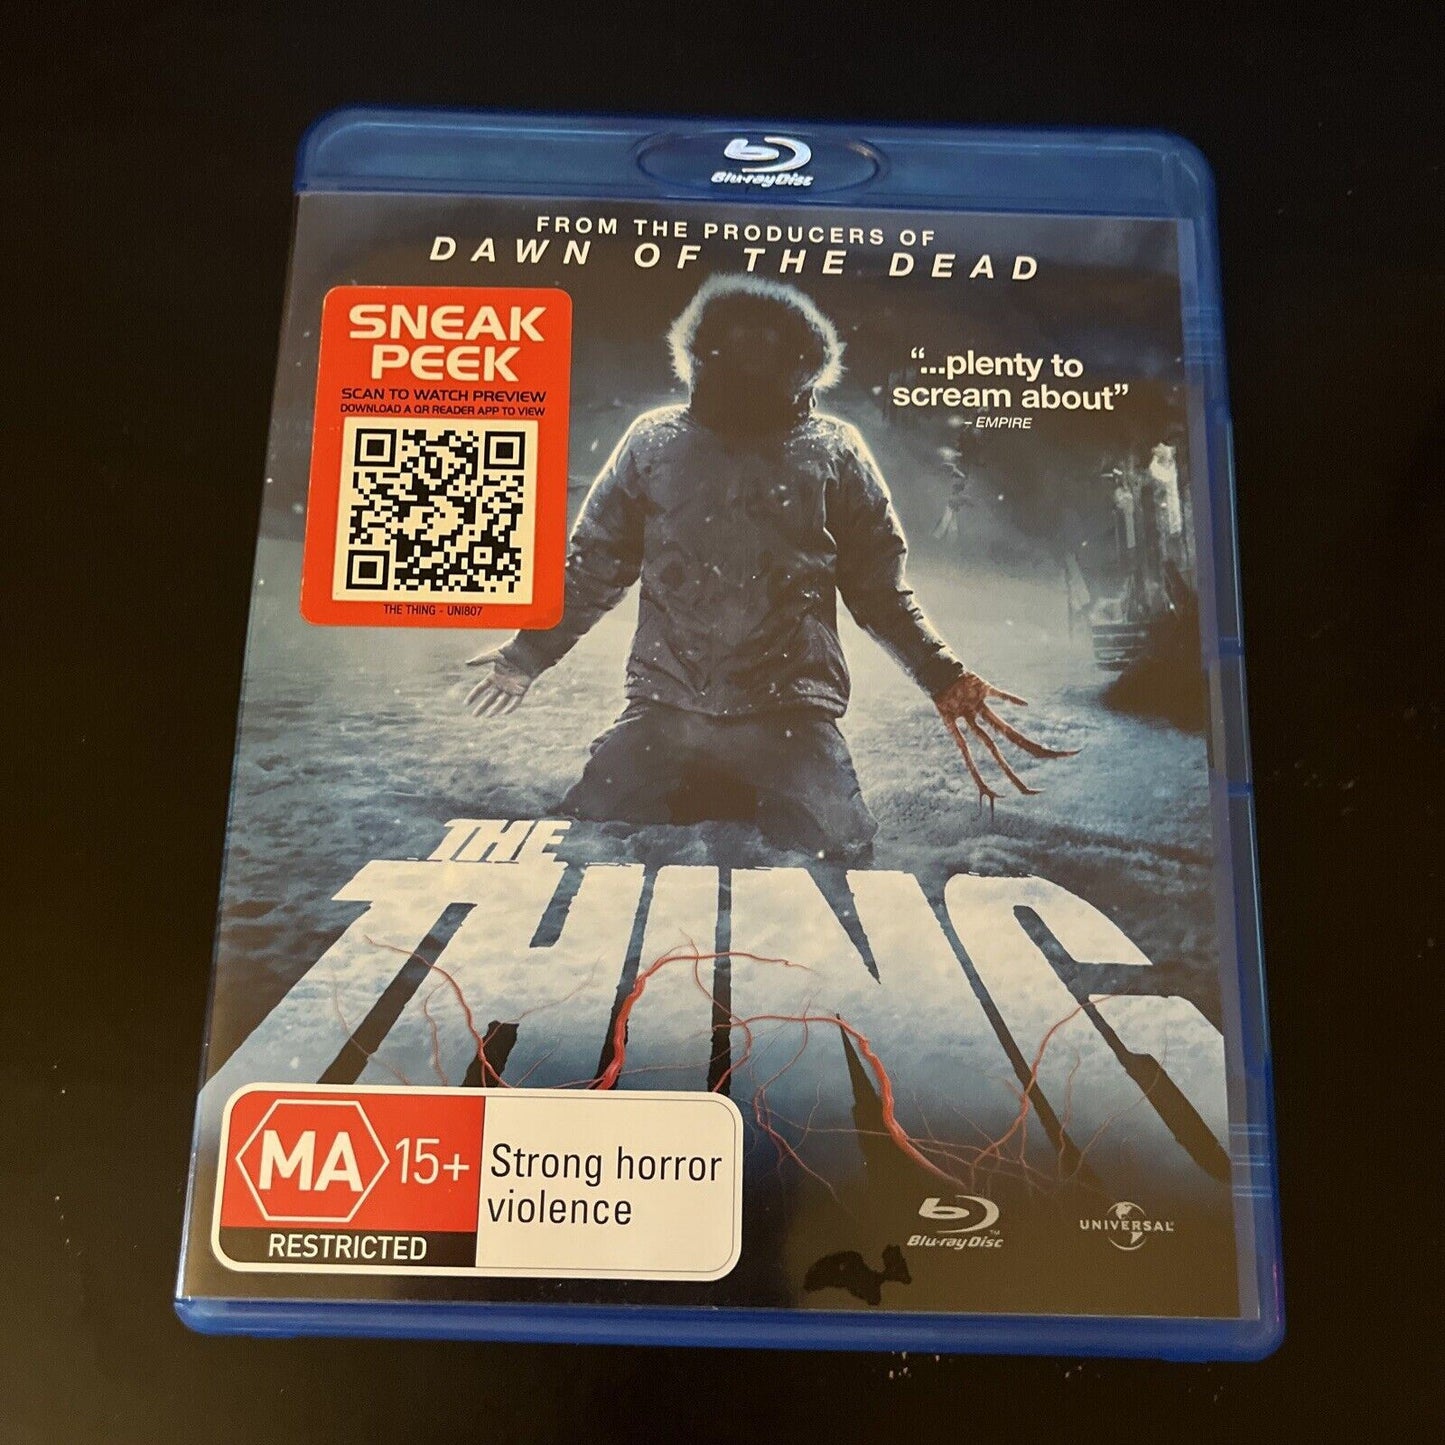 Blu-ray Disc
FROM THE PRODUCERS OF
DAWN OF THE DEAD
SNEAK
PEEK
SCAN TO WATCH PREVIEW
DOWNLOAD A QR READER APP TO VIEW
THE THING - UNI807
“...plenty to
scream about”
– EMPIRE
THE
THING
MA 15+
RESTRICTED
Strong horror
violence
Blu-ray Disc™
UNIVERSAL